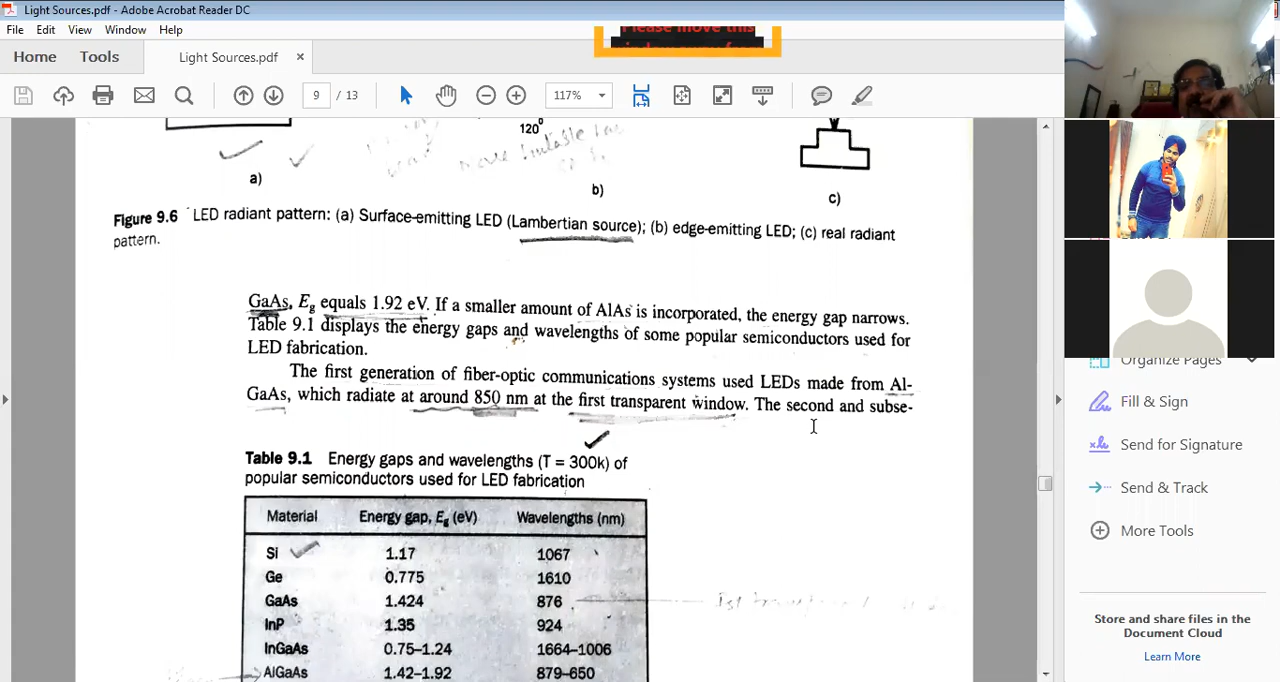 Light Sources.pdf - Adobe Acrobat Reader DC
File Edit View Window Help
Please move this
Home Tools Light Sources.pdf ×
9 / 13 117%
120°
a)
b)
c)
Figure 9.6 LED radiant pattern: (a) Surface-emitting LED (Lambertian source); (b) edge-emitting LED; (c) real radiant
pattern.
GaAs, Eg equals 1.92 eV. If a smaller amount of AlAs is incorporated, the energy gap narrows.
Table 9.1 displays the energy gaps and wavelengths of some popular semiconductors used for
LED fabrication.
The first generation of fiber-optic communications systems used LEDs made from Al-
GaAs, which radiate at around 850 nm at the first transparent window. The second and subse-
Table 9.1 Energy gaps and wavelengths (T = 300k) of
popular semiconductors used for LED fabrication
Material Energy gap, Eg (eV) Wavelengths (nm)
Si 1.17 1067
Ge 0.775 1610
GaAs 1.424 876
InP 1.35 924
InGaAs 0.75–1.24 1664–1006
AlGaAs 1.42–1.92 879–650
Organize Pages
Fill & Sign
Send for Signature
Send & Track
More Tools
Store and share files in the
Document Cloud
Learn More